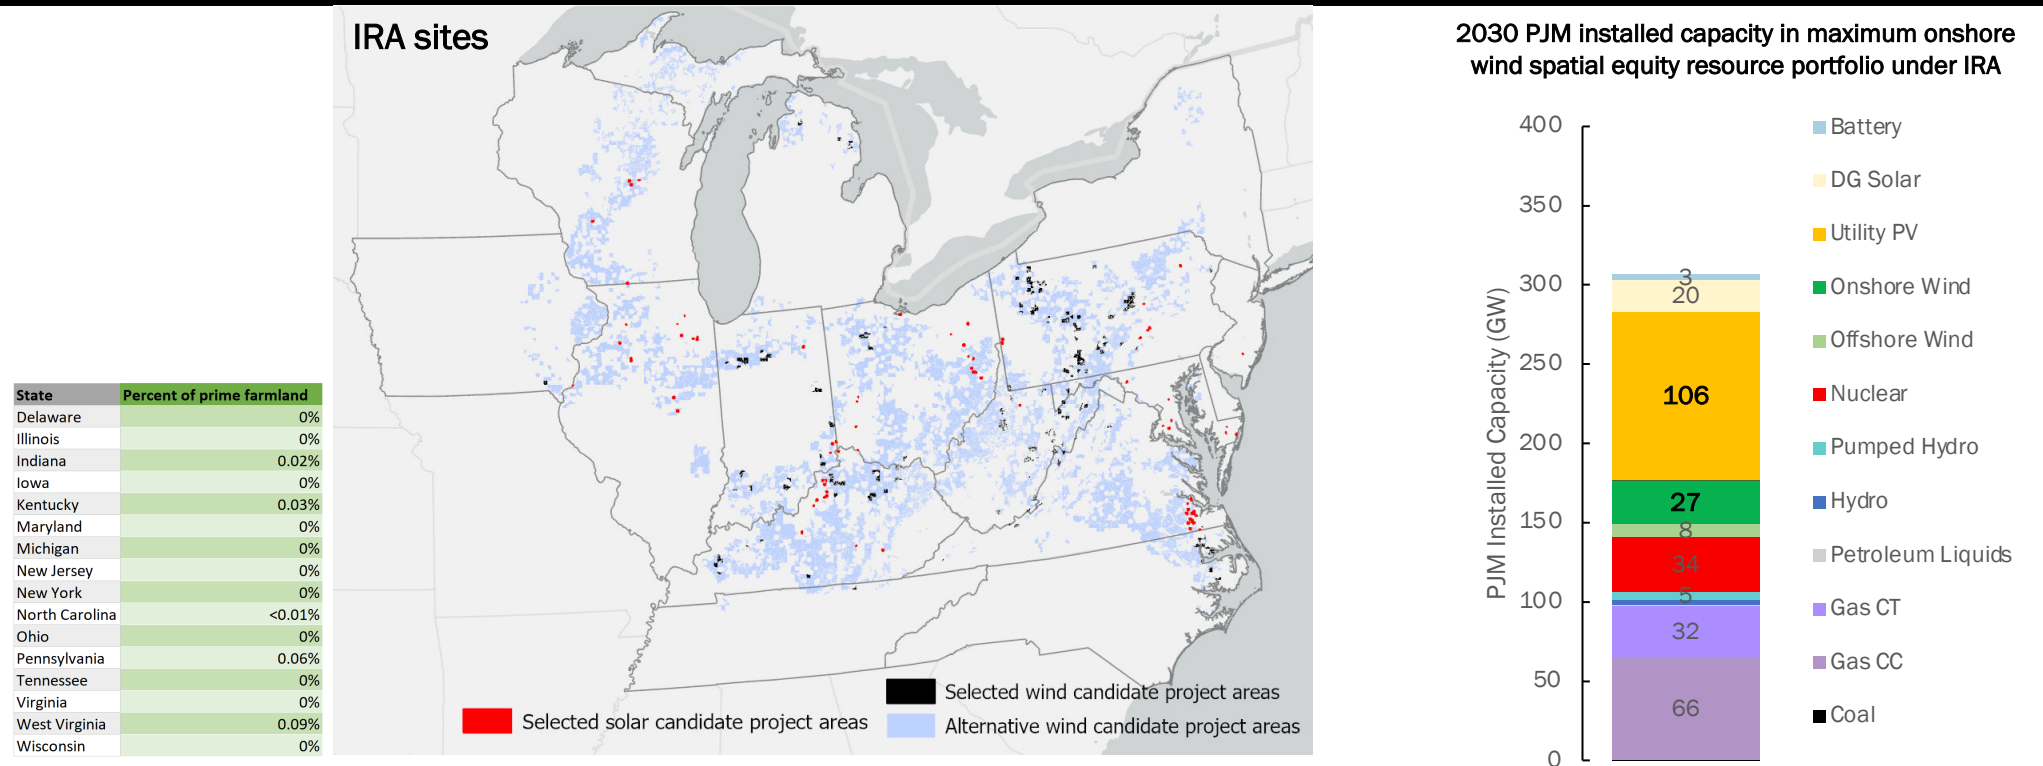 IRA sites
State Percent of prime farmland
Delaware 0%
Illinois 0%
Indiana 0.02%
Iowa 0%
Kentucky 0.03%
Maryland 0%
Michigan 0%
New Jersey 0%
New York 0%
North Carolina <0.01%
Ohio 0%
Pennsylvania 0.06%
Tennessee 0%
Virginia 0%
West Virginia 0.09%
Wisconsin 0%
Selected solar candidate project areas
Selected wind candidate project areas
Alternative wind candidate project areas
2030 PJM installed capacity in maximum onshore
wind spatial equity resource portfolio under IRA
PJM Installed Capacity (GW)
400
350
300
250
200
150
100
50
0
3
20
106
27
8
34
5
32
66
Battery
DG Solar
Utility PV
Onshore Wind
Offshore Wind
Nuclear
Pumped Hydro
Hydro
Petroleum Liquids
Gas CT
Gas CC
Coal